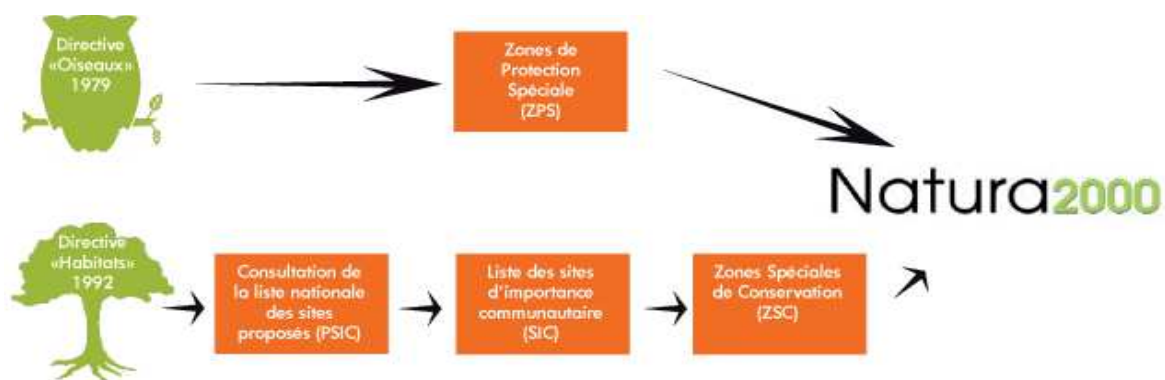 Directive
«Oiseaux»
1979
Zones de
Protection
Spéciale
(ZPS)
Natura2000
Directive
«Habitats»
1992
Consultation de
la liste nationale
des sites
proposés (PSIC)
Liste des sites
d'importance
communautaire
(SIC)
Zones Spéciales
de Conservation
(ZSC)